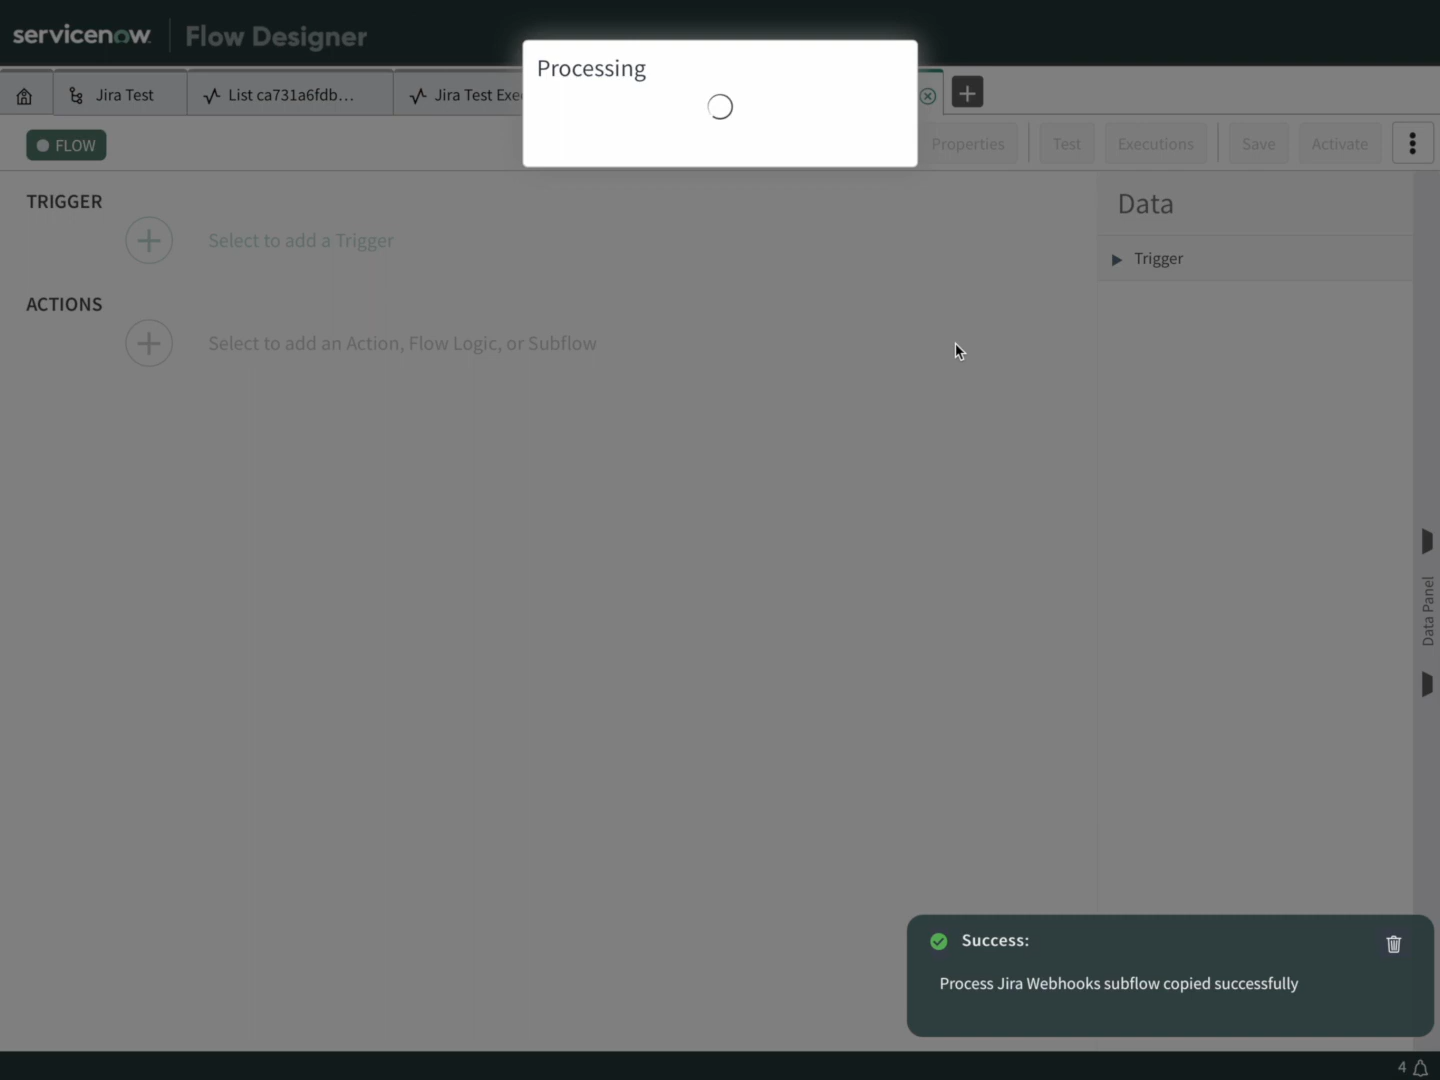 servicenow
Flow Designer
Processing
Jira Test
List ca731a6fdb...
Jira Test Exe
FLOW
Properties
Test
Executions
Save
Activate
TRIGGER
Select to add a Trigger
ACTIONS
Select to add an Action, Flow Logic, or Subflow
Data
Trigger
Data Panel
Success:
Process Jira Webhooks subflow copied successfully
4